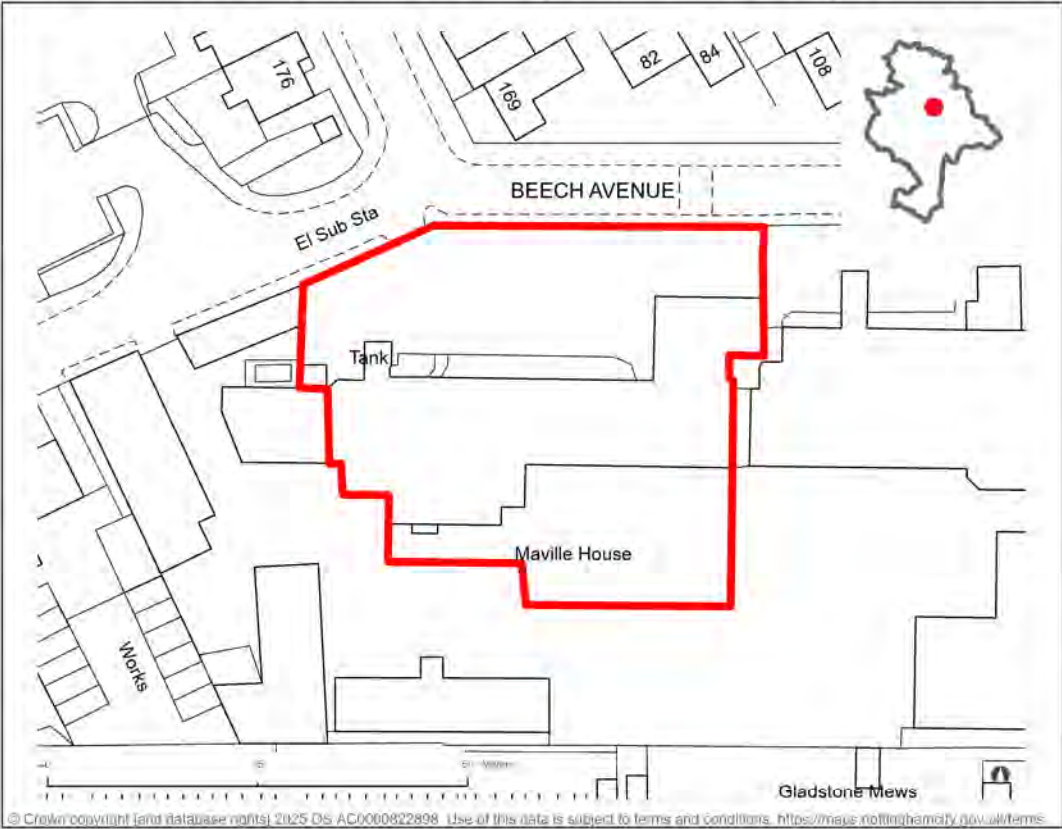 176
169
82
84
108
BEECH AVENUE
El Sub Sta
Tank
Maville House
Works
Gladstone Mews
© Crown copyright and database rights 2025 OS AC0000822898. Use of this data is subject to terms and conditions. https://maps.nottinghamcity.gov.uk/terms